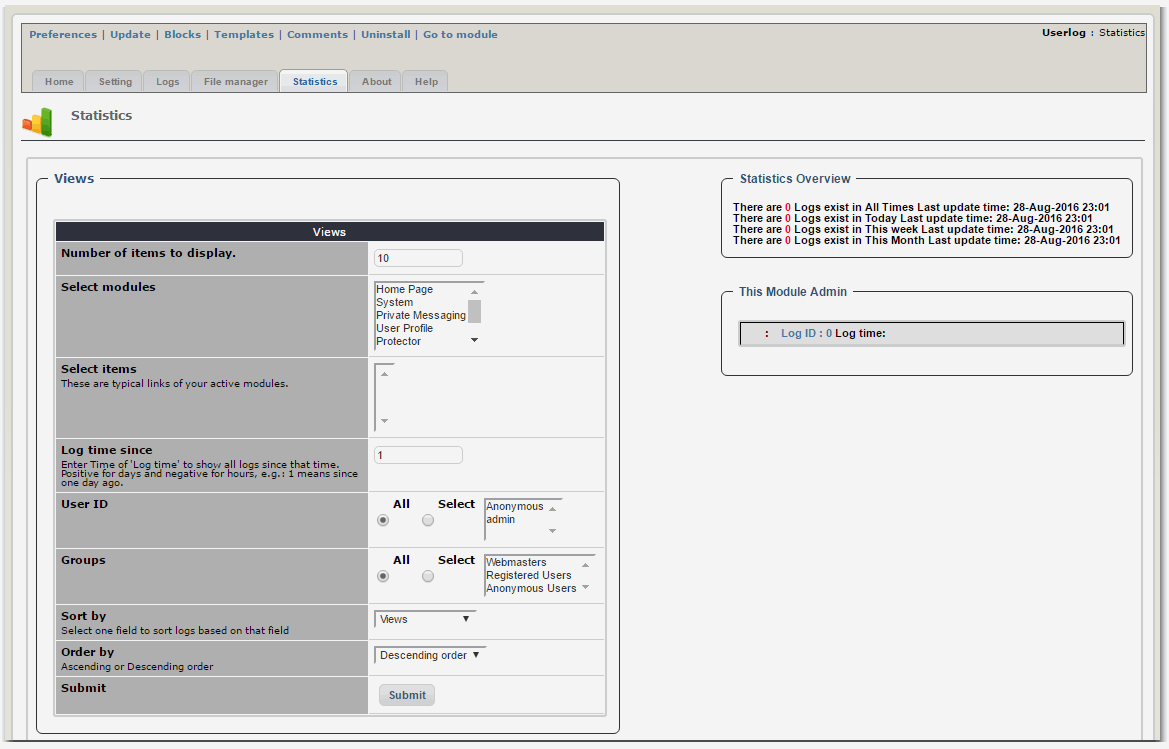 Preferences | Update | Blocks | Templates | Comments | Uninstall | Go to module
Userlog : Statistics
Home Setting Logs File manager Statistics About Help
Statistics
Views
Views
Number of items to display.
10
Select modules
Home Page
System
Private Messaging
User Profile
Protector
Select items
These are typical links of your active modules.
Log time since
Enter Time of 'Log time' to show all logs since that time.
Positive for days and negative for hours, e.g.: 1 means since
one day ago.
1
User ID
All Select
Anonymous
admin
Groups
All Select
Webmasters
Registered Users
Anonymous Users
Sort by
Select one field to sort logs based on that field
Views
Order by
Ascending or Descending order
Descending order
Submit
Submit
Statistics Overview
There are 0 Logs exist in All Times Last update time: 28-Aug-2016 23:01
There are 0 Logs exist in Today Last update time: 28-Aug-2016 23:01
There are 0 Logs exist in This week Last update time: 28-Aug-2016 23:01
There are 0 Logs exist in This Month Last update time: 28-Aug-2016 23:01
This Module Admin
: Log ID : 0 Log time: